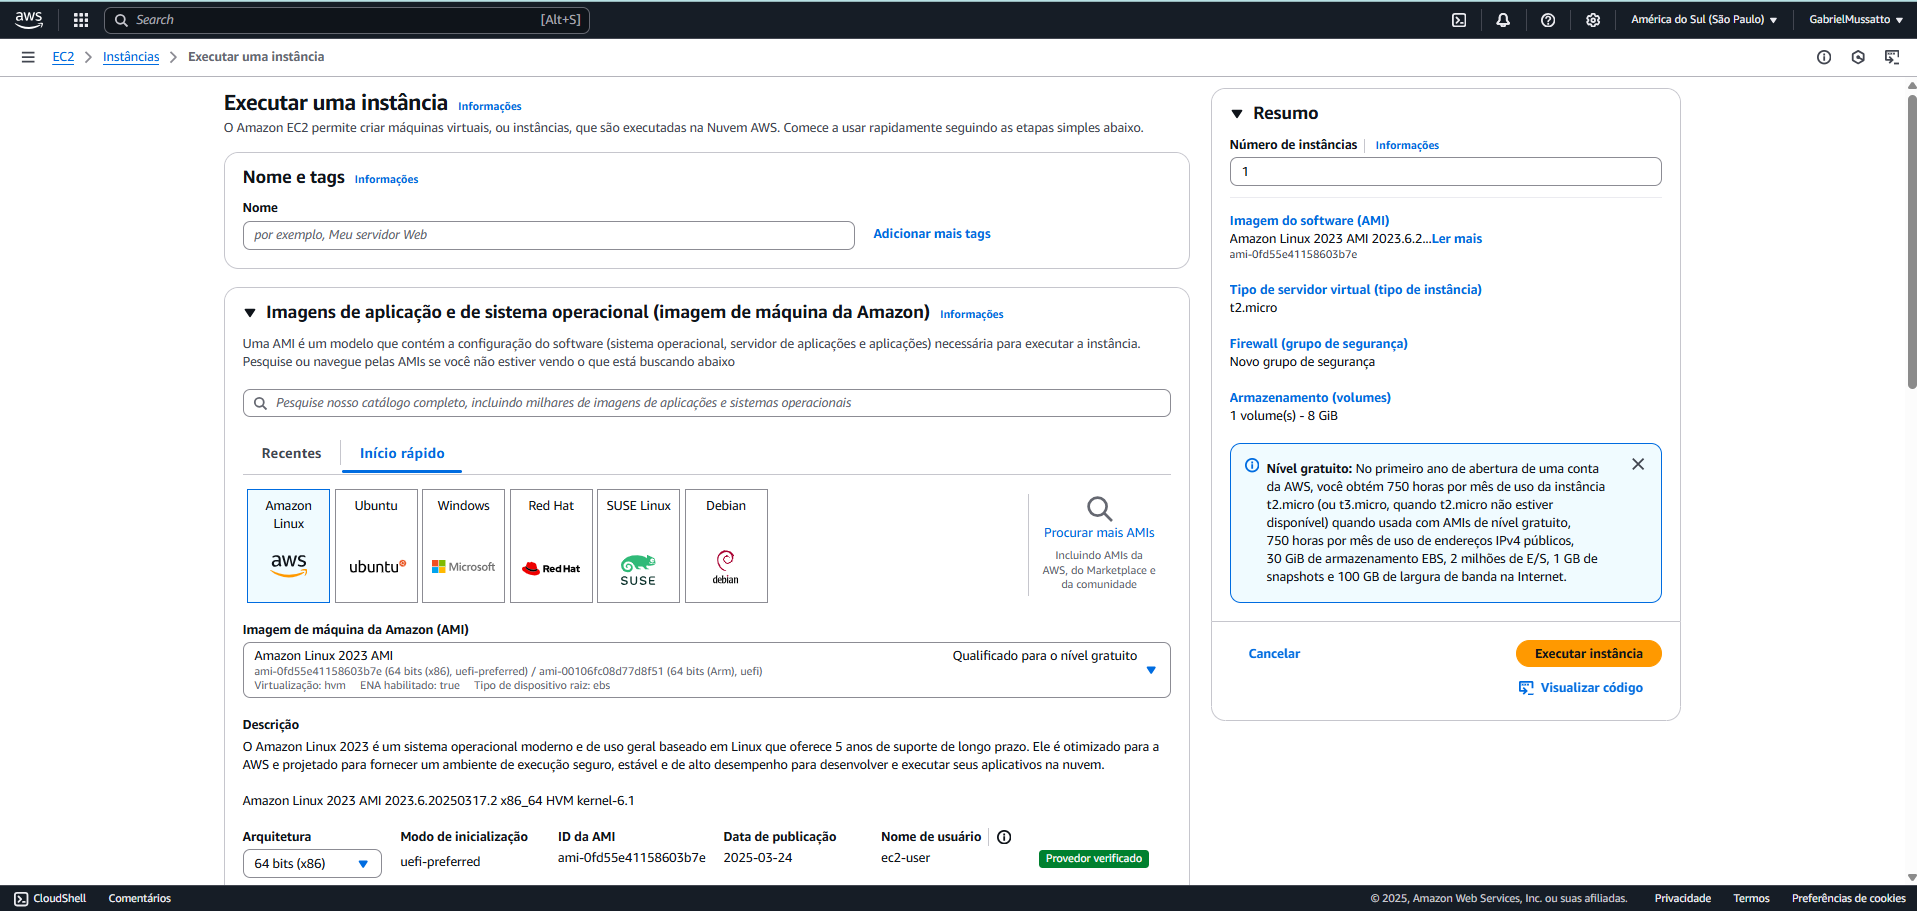 aws
Search [Alt+S]
América do Sul (São Paulo)
GabrielMussatto
EC2
Instâncias
Executar uma instância
Executar uma instância Informações
O Amazon EC2 permite criar máquinas virtuais, ou instâncias, que são executadas na Nuvem AWS. Comece a usar rapidamente seguindo as etapas simples abaixo.
Nome e tags Informações
Nome
por exemplo, Meu servidor Web
Adicionar mais tags
Imagens de aplicação e de sistema operacional (imagem de máquina da Amazon) Informações
Uma AMI é um modelo que contém a configuração do software (sistema operacional, servidor de aplicações e aplicações) necessária para executar a instância.
Pesquise ou navegue pelas AMIs se você não estiver vendo o que está buscando abaixo
Pesquise nosso catálogo completo, incluindo milhares de imagens de aplicações e sistemas operacionais
Recentes
Início rápido
Amazon
Linux
aws
Ubuntu
ubuntu
Windows
Microsoft
Red Hat
Red Hat
SUSE Linux
SUSE
Debian
debian
Procurar mais AMIs
Incluindo AMIs da
AWS, do Marketplace e
da comunidade
Imagem de máquina da Amazon (AMI)
Amazon Linux 2023 AMI
Qualificado para o nível gratuito
ami-0fd55e41158603b7e (64 bits (x86), uefi-preferred) / ami-00106fc08d77d8f51 (64 bits (Arm), uefi)
Virtualização: hvm ENA habilitado: true Tipo de dispositivo raiz: ebs
Descrição
O Amazon Linux 2023 é um sistema operacional moderno e de uso geral baseado em Linux que oferece 5 anos de suporte de longo prazo. Ele é otimizado para a
AWS e projetado para fornecer um ambiente de execução seguro, estável e de alto desempenho para desenvolver e executar seus aplicativos na nuvem.
Amazon Linux 2023 AMI 2023.6.20250317.2 x86_64 HVM kernel-6.1
Arquitetura
64 bits (x86)
Modo de inicialização
uefi-preferred
ID da AMI
ami-0fd55e41158603b7e
Data de publicação
2025-03-24
Nome de usuário
ec2-user
Provedor verificado
Resumo
Número de instâncias Informações
1
Imagem do software (AMI)
Amazon Linux 2023 AMI 2023.6.2...Ler mais
ami-0fd55e41158603b7e
Tipo de servidor virtual (tipo de instância)
t2.micro
Firewall (grupo de segurança)
Novo grupo de segurança
Armazenamento (volumes)
1 volume(s) - 8 GiB
Nível gratuito: No primeiro ano de abertura de uma conta
da AWS, você obtém 750 horas por mês de uso da instância
t2.micro (ou t3.micro, quando t2.micro não estiver
disponível) quando usada com AMIs de nível gratuito,
750 horas por mês de uso de endereços IPv4 públicos,
30 GiB de armazenamento EBS, 2 milhões de E/S, 1 GB de
snapshots e 100 GB de largura de banda na Internet.
Cancelar
Executar instância
Visualizar código
CloudShell
Comentários
© 2025, Amazon Web Services, Inc. ou suas afiliadas.
Privacidade
Termos
Preferências de cookies